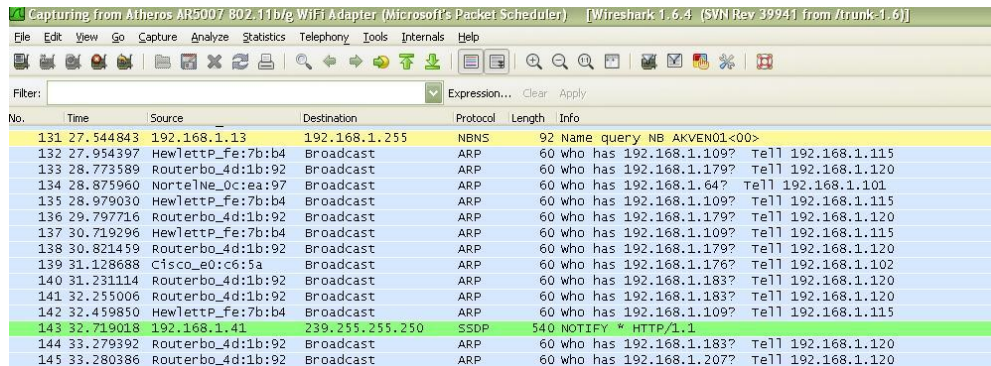 Capturing from Atheros AR5007 802.11b/g WiFi Adapter (Microsoft's Packet Scheduler) [Wireshark 1.6.4 (SVN Rev 39941 from /trunk-1.6)]
File Edit View Go Capture Analyze Statistics Telephony Tools Internals Help
Filter: Expression... Clear Apply
No. Time Source Destination Protocol Length Info
131 27.544843 192.168.1.13 192.168.1.255 NBNS 92 Name query NB AKVEN01<00>
132 27.954397 HewlettP_fe:7b:b4 Broadcast ARP 60 Who has 192.168.1.109? Tell 192.168.1.115
133 28.773589 Routerbo_4d:1b:92 Broadcast ARP 60 Who has 192.168.1.179? Tell 192.168.1.120
134 28.875960 NortelNe_0c:ea:97 Broadcast ARP 60 Who has 192.168.1.64? Tell 192.168.1.101
135 28.979030 HewlettP_fe:7b:b4 Broadcast ARP 60 Who has 192.168.1.109? Tell 192.168.1.115
136 29.797716 Routerbo_4d:1b:92 Broadcast ARP 60 Who has 192.168.1.179? Tell 192.168.1.120
137 30.719296 HewlettP_fe:7b:b4 Broadcast ARP 60 Who has 192.168.1.109? Tell 192.168.1.115
138 30.821459 Routerbo_4d:1b:92 Broadcast ARP 60 Who has 192.168.1.179? Tell 192.168.1.120
139 31.128688 Cisco_e0:c6:5a Broadcast ARP 60 Who has 192.168.1.176? Tell 192.168.1.102
140 31.231114 Routerbo_4d:1b:92 Broadcast ARP 60 Who has 192.168.1.183? Tell 192.168.1.120
141 32.255006 Routerbo_4d:1b:92 Broadcast ARP 60 Who has 192.168.1.183? Tell 192.168.1.120
142 32.459850 HewlettP_fe:7b:b4 Broadcast ARP 60 Who has 192.168.1.109? Tell 192.168.1.115
143 32.719018 192.168.1.41 239.255.255.250 SSDP 540 NOTIFY * HTTP/1.1
144 33.279392 Routerbo_4d:1b:92 Broadcast ARP 60 Who has 192.168.1.183? Tell 192.168.1.120
145 33.280386 Routerbo_4d:1b:92 Broadcast ARP 60 Who has 192.168.1.207? Tell 192.168.1.120